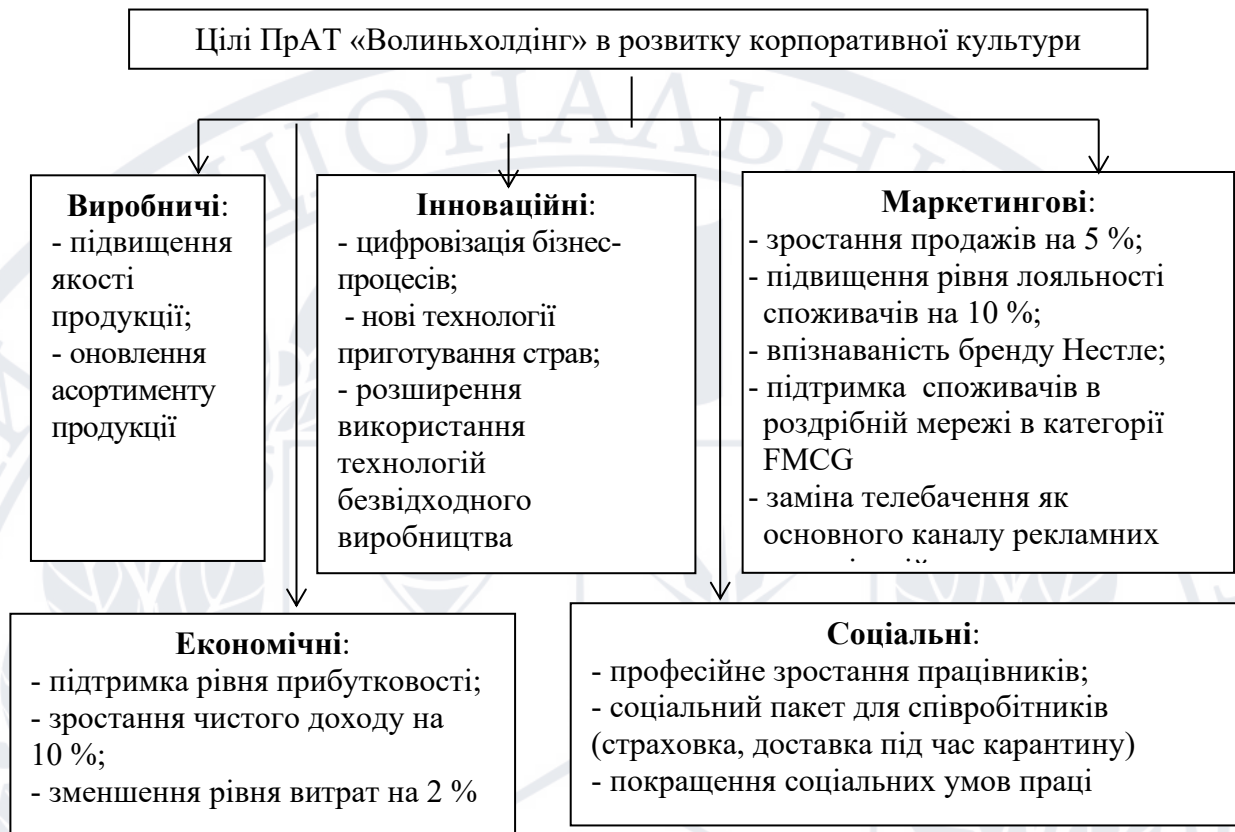 Цілі ПрАТ «Волиньхолдінг» в розвитку корпоративної культури
Виробничі:
- підвищення
якості
продукції;
- оновлення
асортименту
продукції
Інноваційні:
- цифровізація бізнес-
процесів;
- нові технології
приготування страв;
- розширення
використання
технологій
безвідходного
виробництва
Маркетингові:
- зростання продажів на 5 %;
- підвищення рівня лояльності
споживачів на 10 %;
- впізнаваність бренду Нестле;
- підтримка споживачів в
роздрібній мережі в категорії
FMCG
- заміна телебачення як
основного каналу рекламних
Економічні:
- підтримка рівня прибутковості;
- зростання чистого доходу на
10 %;
- зменшення рівня витрат на 2 %
Соціальні:
- професійне зростання працівників;
- соціальний пакет для співробітників
(страховка, доставка під час карантину)
- покращення соціальних умов праці